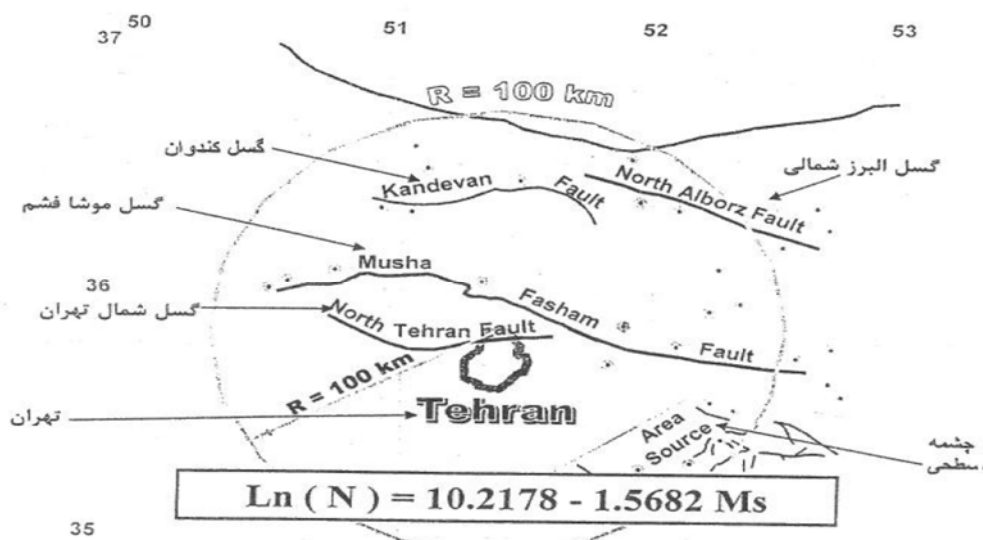 50
37
51
52
53
R = 100 km
گسل کندوان
Kandevan Fault
North Alborz Fault
گسل البرز شمالی
گسل موشا فشم
Musha Fasham Fault
36
گسل شمال تهران
North Tehran Fault
R = 100 km
تهران
Tehran
Area
Source
چشمه
سطحی
Ln ( N ) = 10.2178 - 1.5682 Ms
35